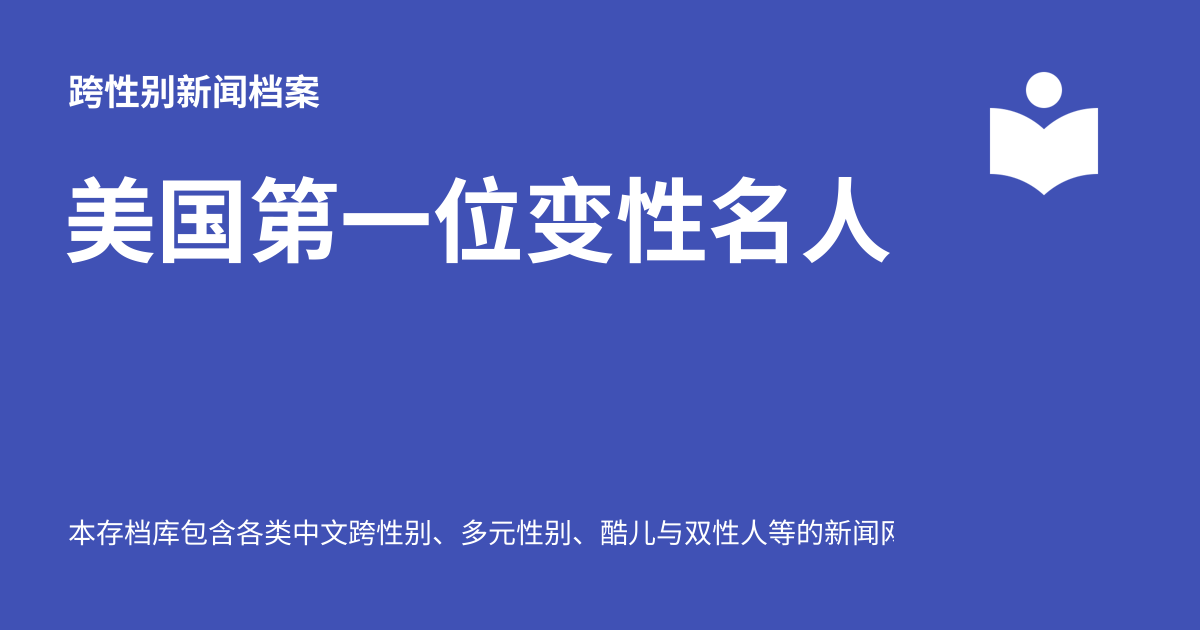 跨性别新闻档案
美国第一位变性名人
本存档库包含各类中文跨性别、多元性别、酷儿与双性人等的新闻